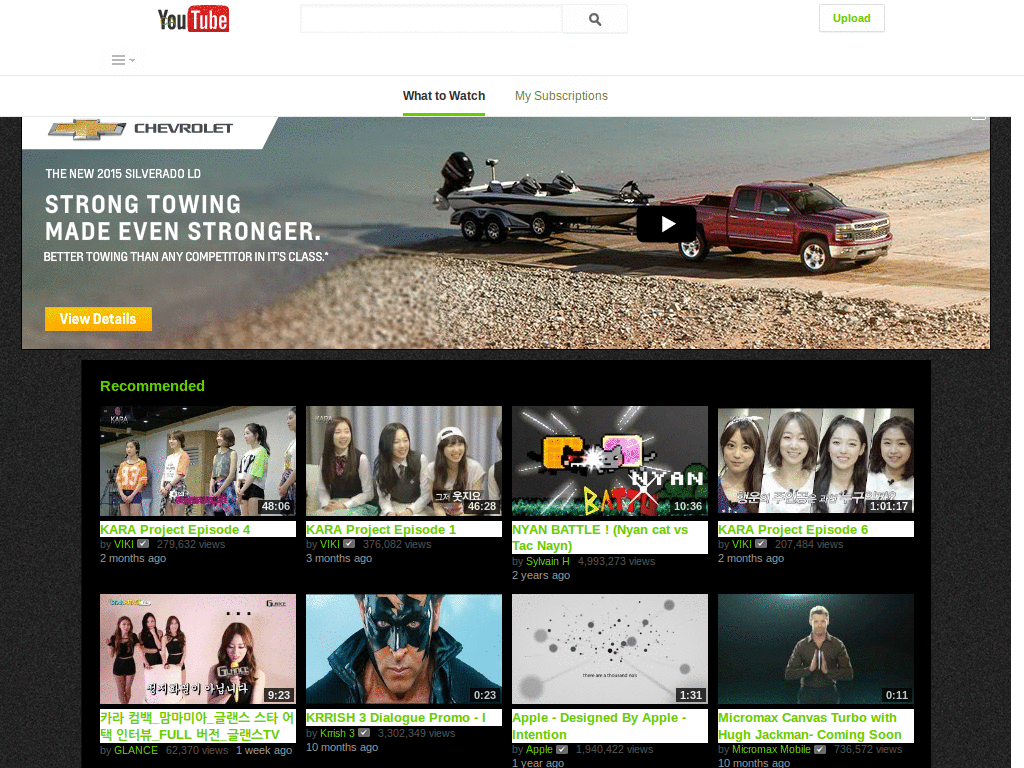 YouTube
Upload
What to Watch
My Subscriptions
CHEVROLET
THE NEW 2015 SILVERADO LD
STRONG TOWING
MADE EVEN STRONGER.
BETTER TOWING THAN ANY COMPETITOR IN IT'S CLASS.*
View Details
Recommended
KARA
48:06
KARA
그저 웃지요
46:28
NYAN
BATTLE
10:36
1:01:17
KARA Project Episode 4
by VIKI 279,632 views
2 months ago
KARA Project Episode 1
by VIKI 376,082 views
3 months ago
NYAN BATTLE ! (Nyan cat vs
Tac Nayn)
by Sylvain H 4,993,273 views
2 years ago
KARA Project Episode 6
by VIKI 207,484 views
2 months ago
GLANCE
GLANCE
9:23
0:23
there are a thousand no's
1:31
0:11
카라 컴백_맘마미아_글랜스 스타 어
택 인터뷰_FULL 버전_글랜스TV
by GLANCE 62,370 views 1 week ago
KRRISH 3 Dialogue Promo - I
by Krrish 3 3,302,349 views
10 months ago
Apple - Designed By Apple -
Intention
by Apple 1,940,422 views
1 year ago
Micromax Canvas Turbo with
Hugh Jackman- Coming Soon
by Micromax Mobile 736,572 views
10 months ago